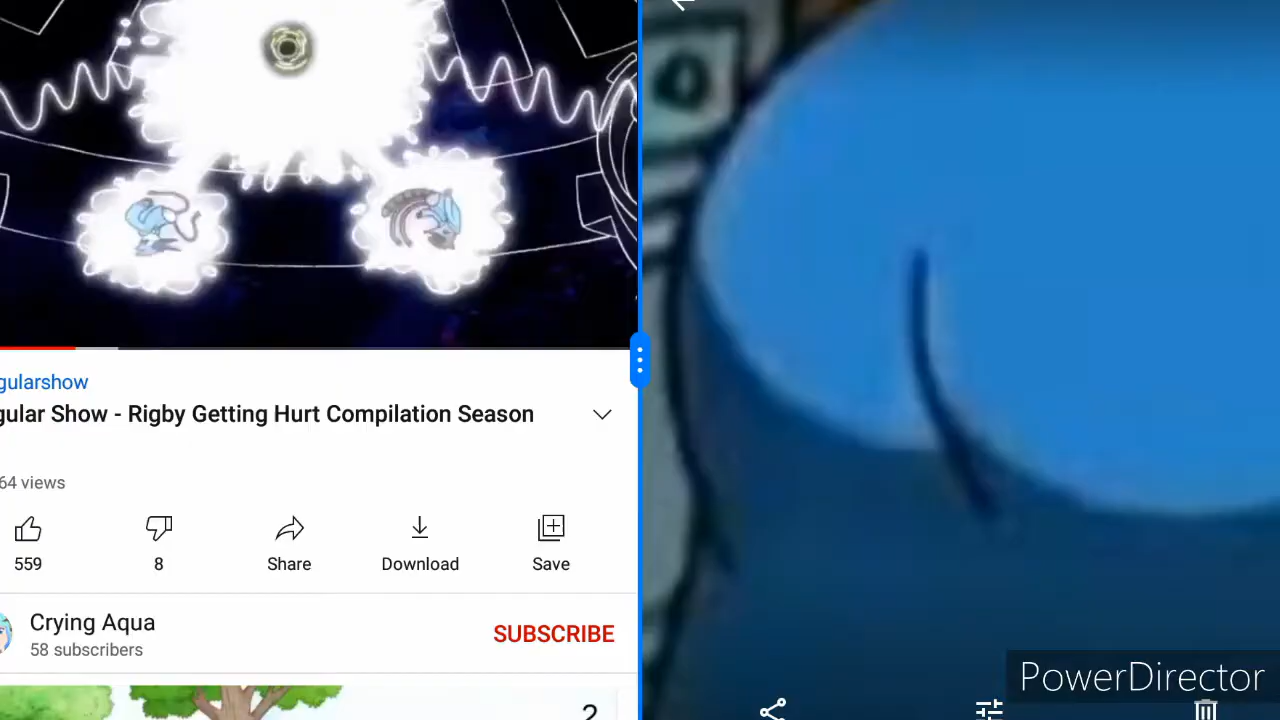 gularshow
gular Show - Rigby Getting Hurt Compilation Season
64 views
559
8
Share
Download
Save
Crying Aqua
58 subscribers
SUBSCRIBE
2
PowerDirector